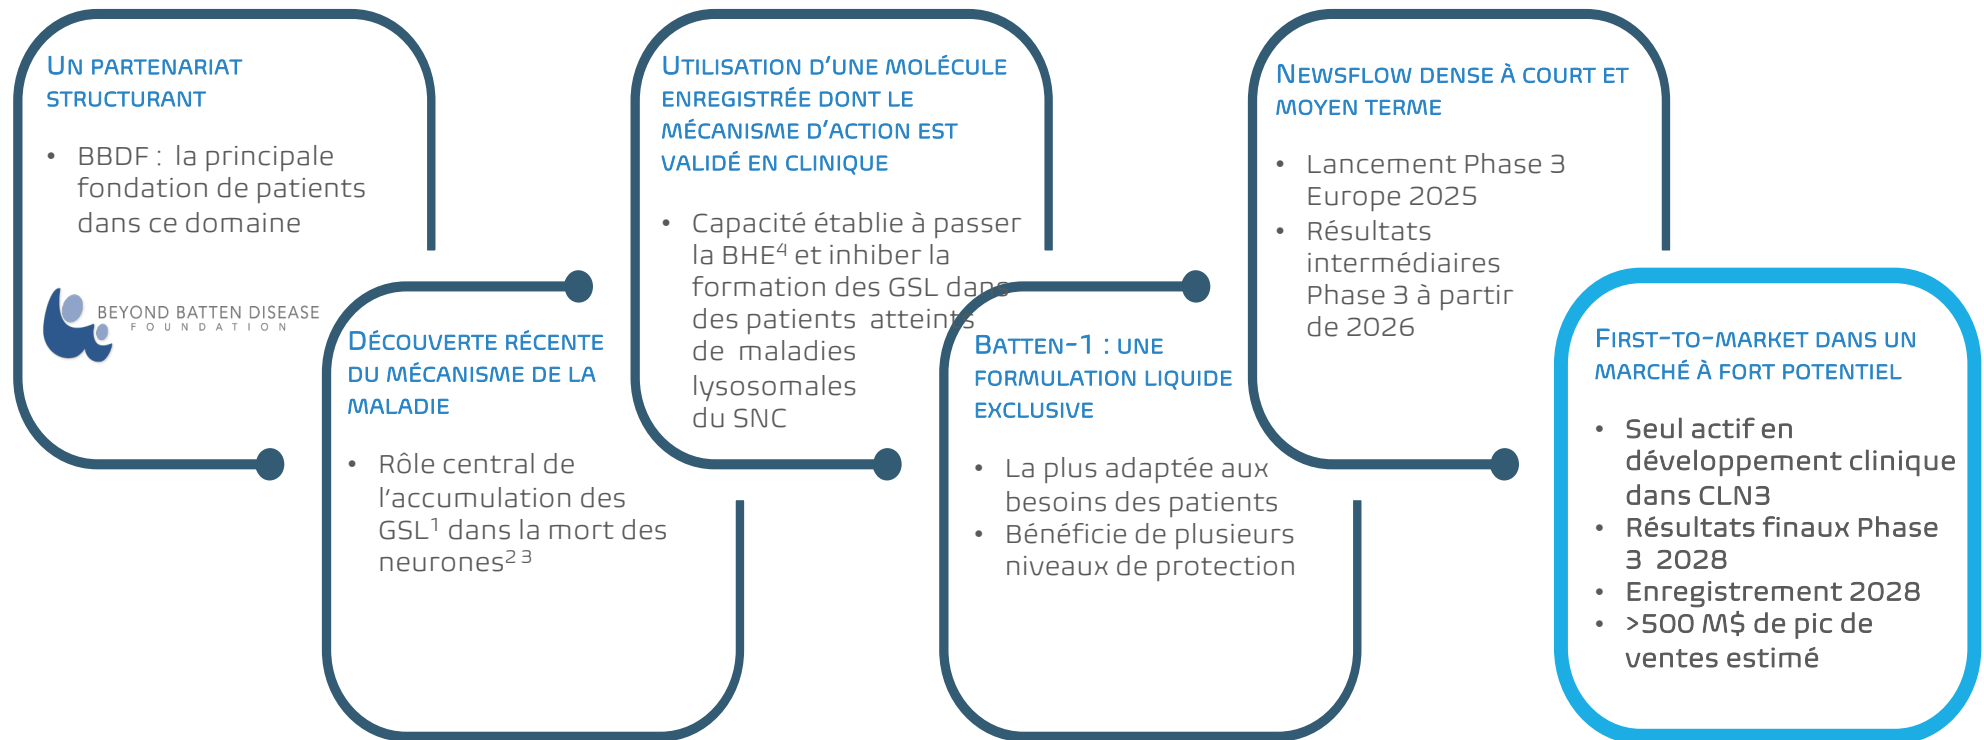 UN PARTENARIAT
STRUCTURANT
• BBDF : la principale
fondation de patients
dans ce domaine
BEYOND BATTEN DISEASE
FOUNDATION
DÉCOUVERTE RÉCENTE
DU MÉCANISME DE LA
MALADIE
• Rôle central de
l'accumulation des
GSL¹ dans la mort des
neurones² ³
UTILISATION D'UNE MOLÉCULE
ENREGISTRÉE DONT LE
MÉCANISME D'ACTION EST
VALIDÉ EN CLINIQUE
• Capacité établie à passer
la BHE⁴ et inhiber la
formation des GSL dans
des patients atteints
de maladies
lysosomales
du SNC
BATTEN-1 : UNE
FORMULATION LIQUIDE
EXCLUSIVE
• La plus adaptée aux
besoins des patients
• Bénéficie de plusieurs
niveaux de protection
NEWSFLOW DENSE À COURT ET
MOYEN TERME
• Lancement Phase 3
Europe 2025
• Résultats
intermédiaires
Phase 3 à partir
de 2026
FIRST-TO-MARKET DANS UN
MARCHÉ À FORT POTENTIEL
• Seul actif en
développement clinique
dans CLN3
• Résultats finaux Phase
3 2028
• Enregistrement 2028
• >500 M$ de pic de
ventes estimé